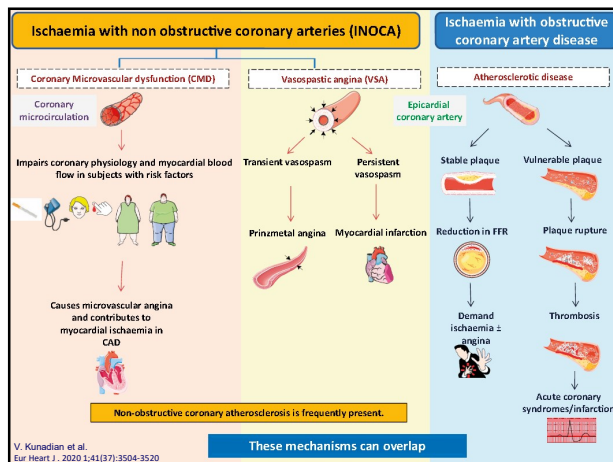 Ischaemia with non obstructive coronary arteries (INOCA)
Ischaemia with obstructive
coronary artery disease
Coronary Microvascular dysfunction (CMD)
Vasospastic angina (VSA)
Atherosclerotic disease
Coronary
microcirculation
Epicardial
coronary artery
Impairs coronary physiology and myocardial blood
flow in subjects with risk factors
Causes microvascular angina
and contributes to
myocardial ischaemia in
CAD
Transient vasospasm
Persistent
vasospasm
Prinzmetal angina
Myocardial infarction
Stable plaque
Vulnerable plaque
Reduction in FFR
Plaque rupture
Demand
ischaemia ±
angina
Thrombosis
Acute coronary
syndromes/infarction
Non-obstructive coronary atherosclerosis is frequently present.
These mechanisms can overlap
V. Kunadian et al.
Eur Heart J . 2020 1;41(37):3504-3520